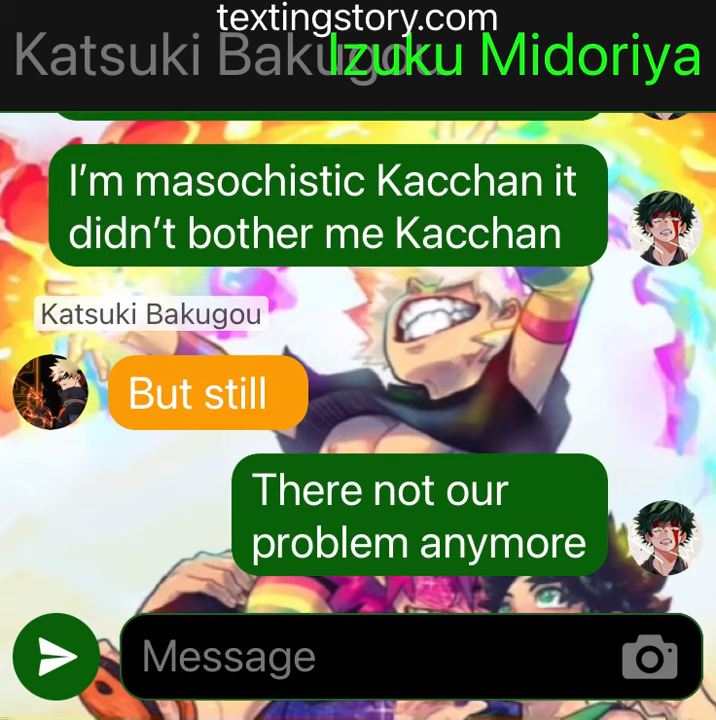 textingstory.com
Katsuki Bakugou Izuku Midoriya
I’m masochistic Kacchan it
didn’t bother me Kacchan
Katsuki Bakugou
But still
There not our
problem anymore
Message